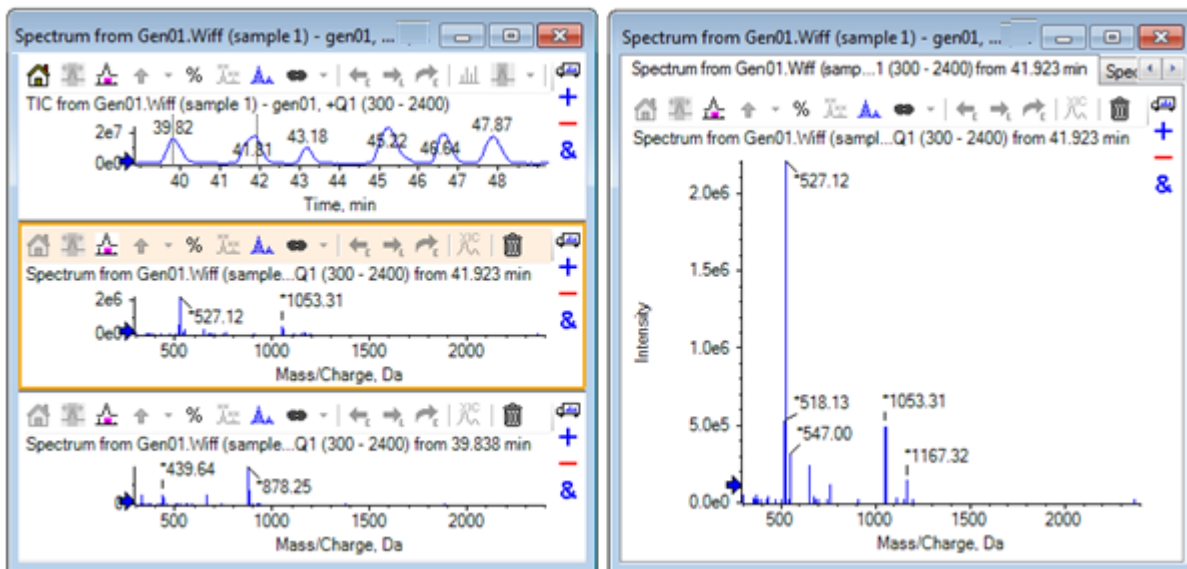 Spectrum from Gen01.Wiff (sample 1) - gen01, ...
%
TIC from Gen01.Wiff (sample 1) - gen01, +Q1 (300 - 2400)
2e7
0e0
39.82
41.81
43.18
45.22
46.64
47.87
40 41 42 43 44 45 46 47 48
Time, min
+
−
&
%
Spectrum from Gen01.Wiff (sample...Q1 (300 - 2400) from 41.923 min
2e6
0e0
*527.12
*1053.31
500 1000 1500 2000
Mass/Charge, Da
+
−
&
%
Spectrum from Gen01.Wiff (sample...Q1 (300 - 2400) from 39.838 min
*439.64
*878.25
500 1000 1500 2000
Mass/Charge, Da
+
−
&
Spectrum from Gen01.Wiff (sample 1) - gen01, ...
Spectrum from Gen01.Wiff (samp...1 (300 - 2400) from 41.923 min
Spec
%
Spectrum from Gen01.Wiff (sampl...Q1 (300 - 2400) from 41.923 min
+
−
&
2.0e6
1.5e6
1.0e6
5.0e5
0.0e0
Intensity
*527.12
*518.13
*547.00
*1053.31
*1167.32
500 1000 1500 2000
Mass/Charge, Da